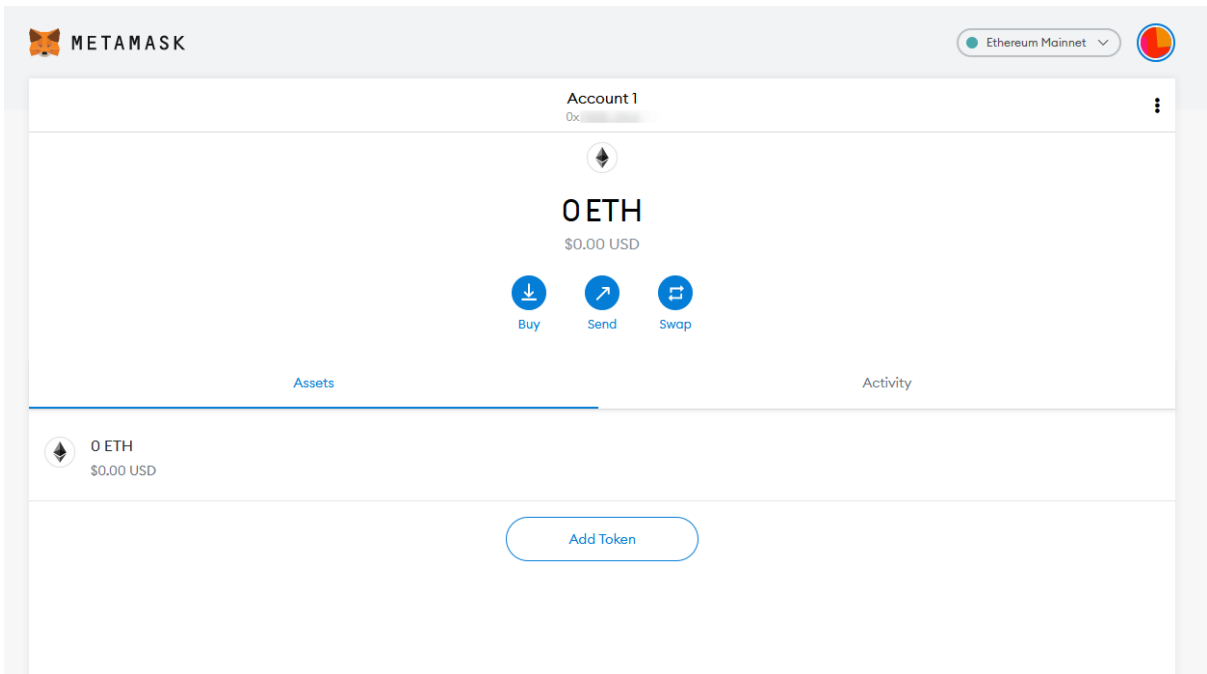 METAMASK
Ethereum Mainnet
Account 1
0x
0 ETH
$0.00 USD
Buy
Send
Swap
Assets
Activity
0 ETH
$0.00 USD
Add Token